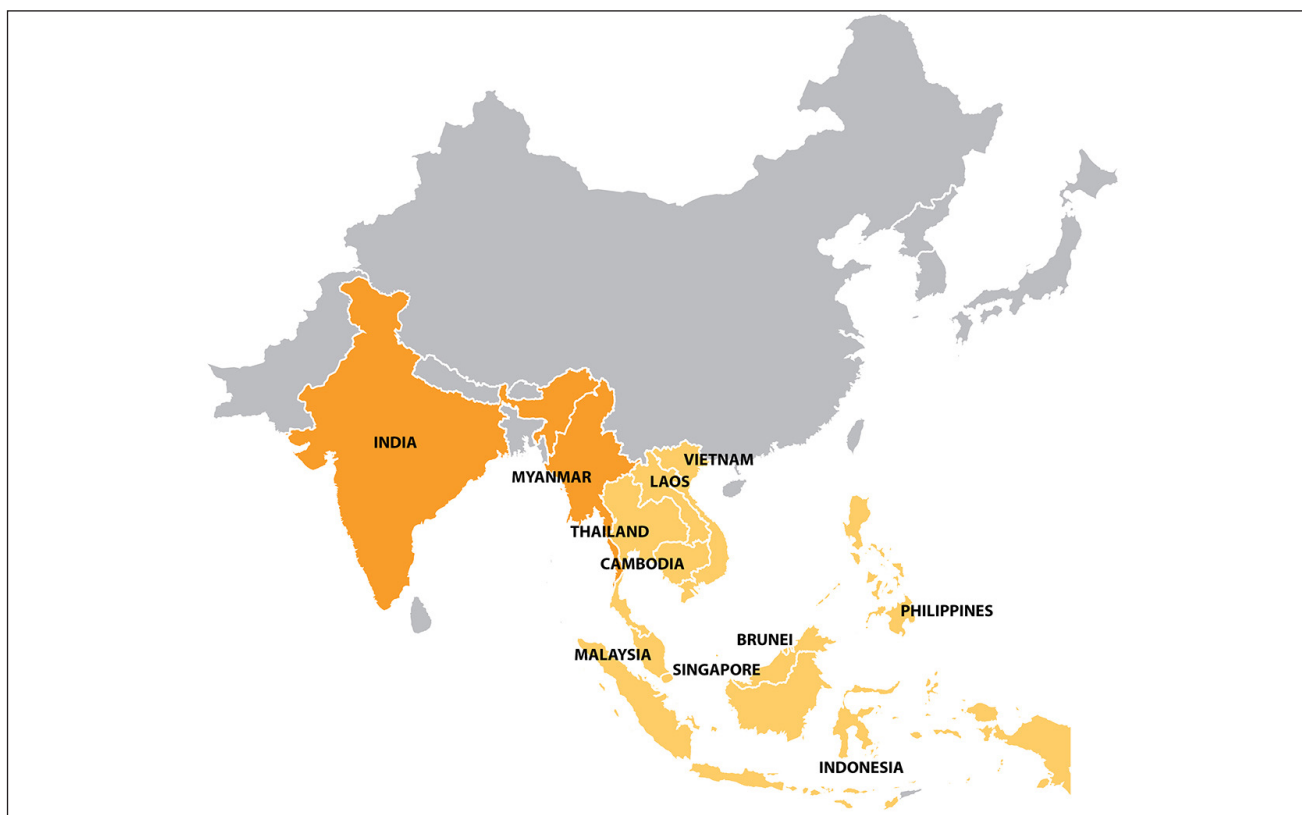 INDIA
VIETNAM
MYANMAR
LAOS
THAILAND
CAMBODIA
PHILIPPINES
BRUNEI
MALAYSIA
SINGAPORE
INDONESIA